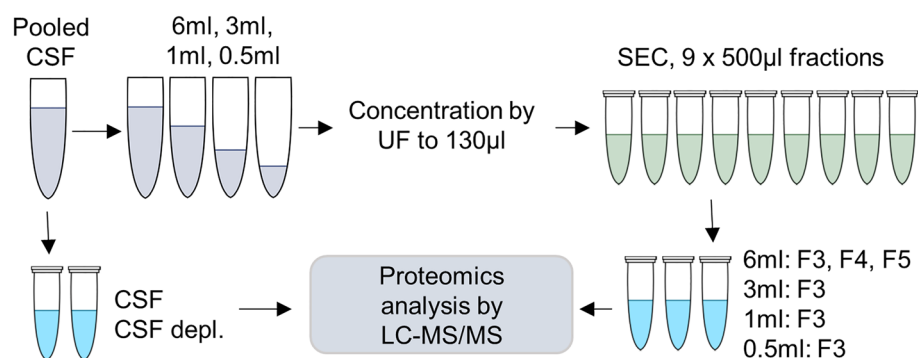 Pooled
CSF
6ml, 3ml,
1ml, 0.5ml
Concentration by
UF to 130µl
SEC, 9 x 500µl fractions
CSF
CSF depl.
Proteomics
analysis by
LC-MS/MS
6ml: F3, F4, F5
3ml: F3
1ml: F3
0.5ml: F3